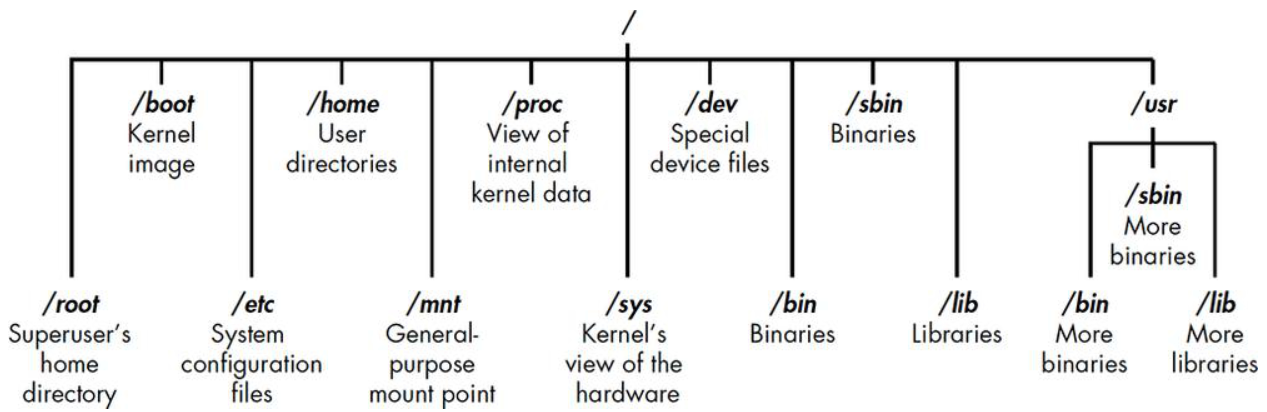 /
/boot
Kernel
image
/home
User
directories
/proc
View of
internal
kernel data
/dev
Special
device files
/sbin
Binaries
/usr
/sbin
More
binaries
/root
Superuser's
home
directory
/etc
System
configuration
files
/mnt
General-
purpose
mount point
/sys
Kernel's
view of the
hardware
/bin
Binaries
/lib
Libraries
/bin
More
binaries
/lib
More
libraries